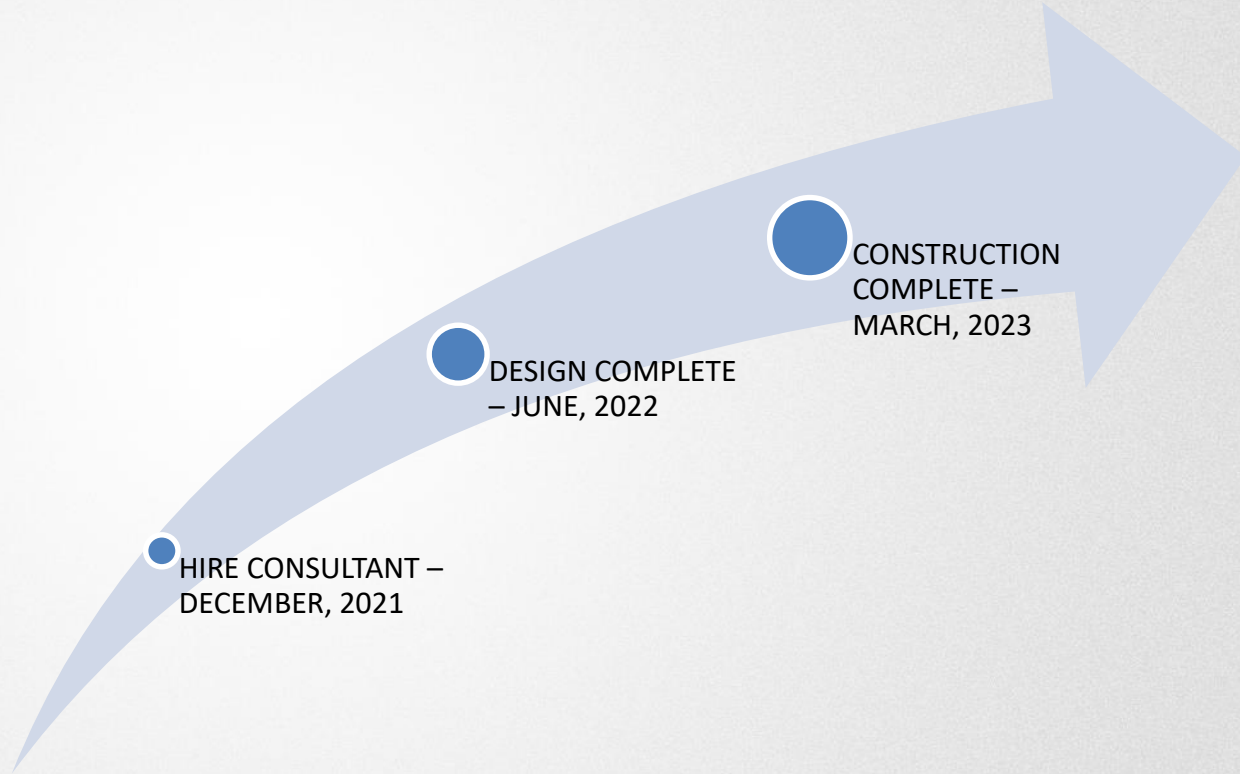 CONSTRUCTION
COMPLETE –
MARCH, 2023
DESIGN COMPLETE
– JUNE, 2022
HIRE CONSULTANT –
DECEMBER, 2021